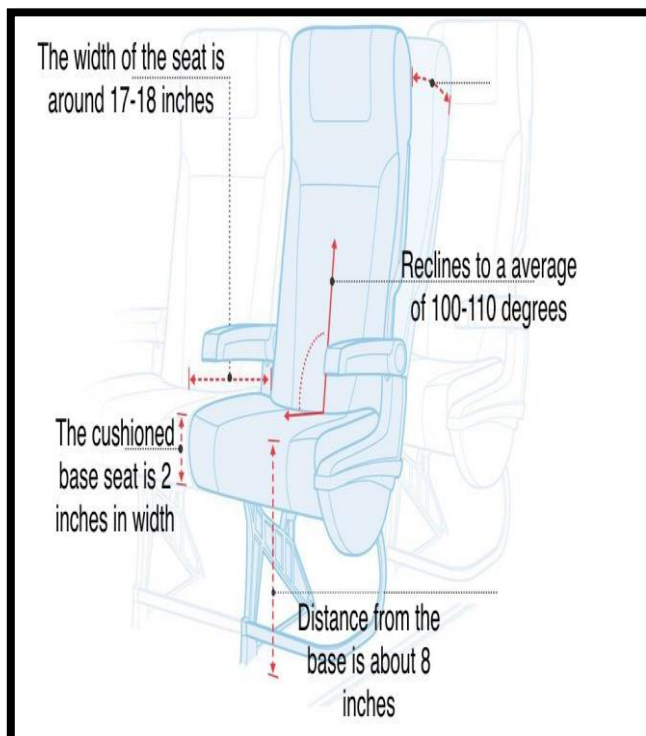 The width of the seat is
around 17-18 inches
Reclines to a average
of 100-110 degrees
The cushioned
base seat is 2
inches in width
Distance from the
base is about 8
inches